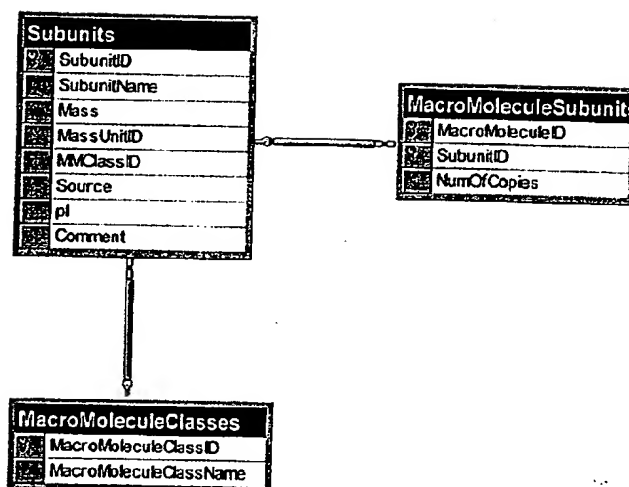 Subunits
SubunitID
SubunitName
Mass
MassUnitID
MMClassID
Source
pI
Comment
MacroMoleculeSubunits
MacroMoleculeID
SubunitID
NumOfCopies
MacroMoleculeClasses
MacroMoleculeClassID
MacroMoleculeClassName